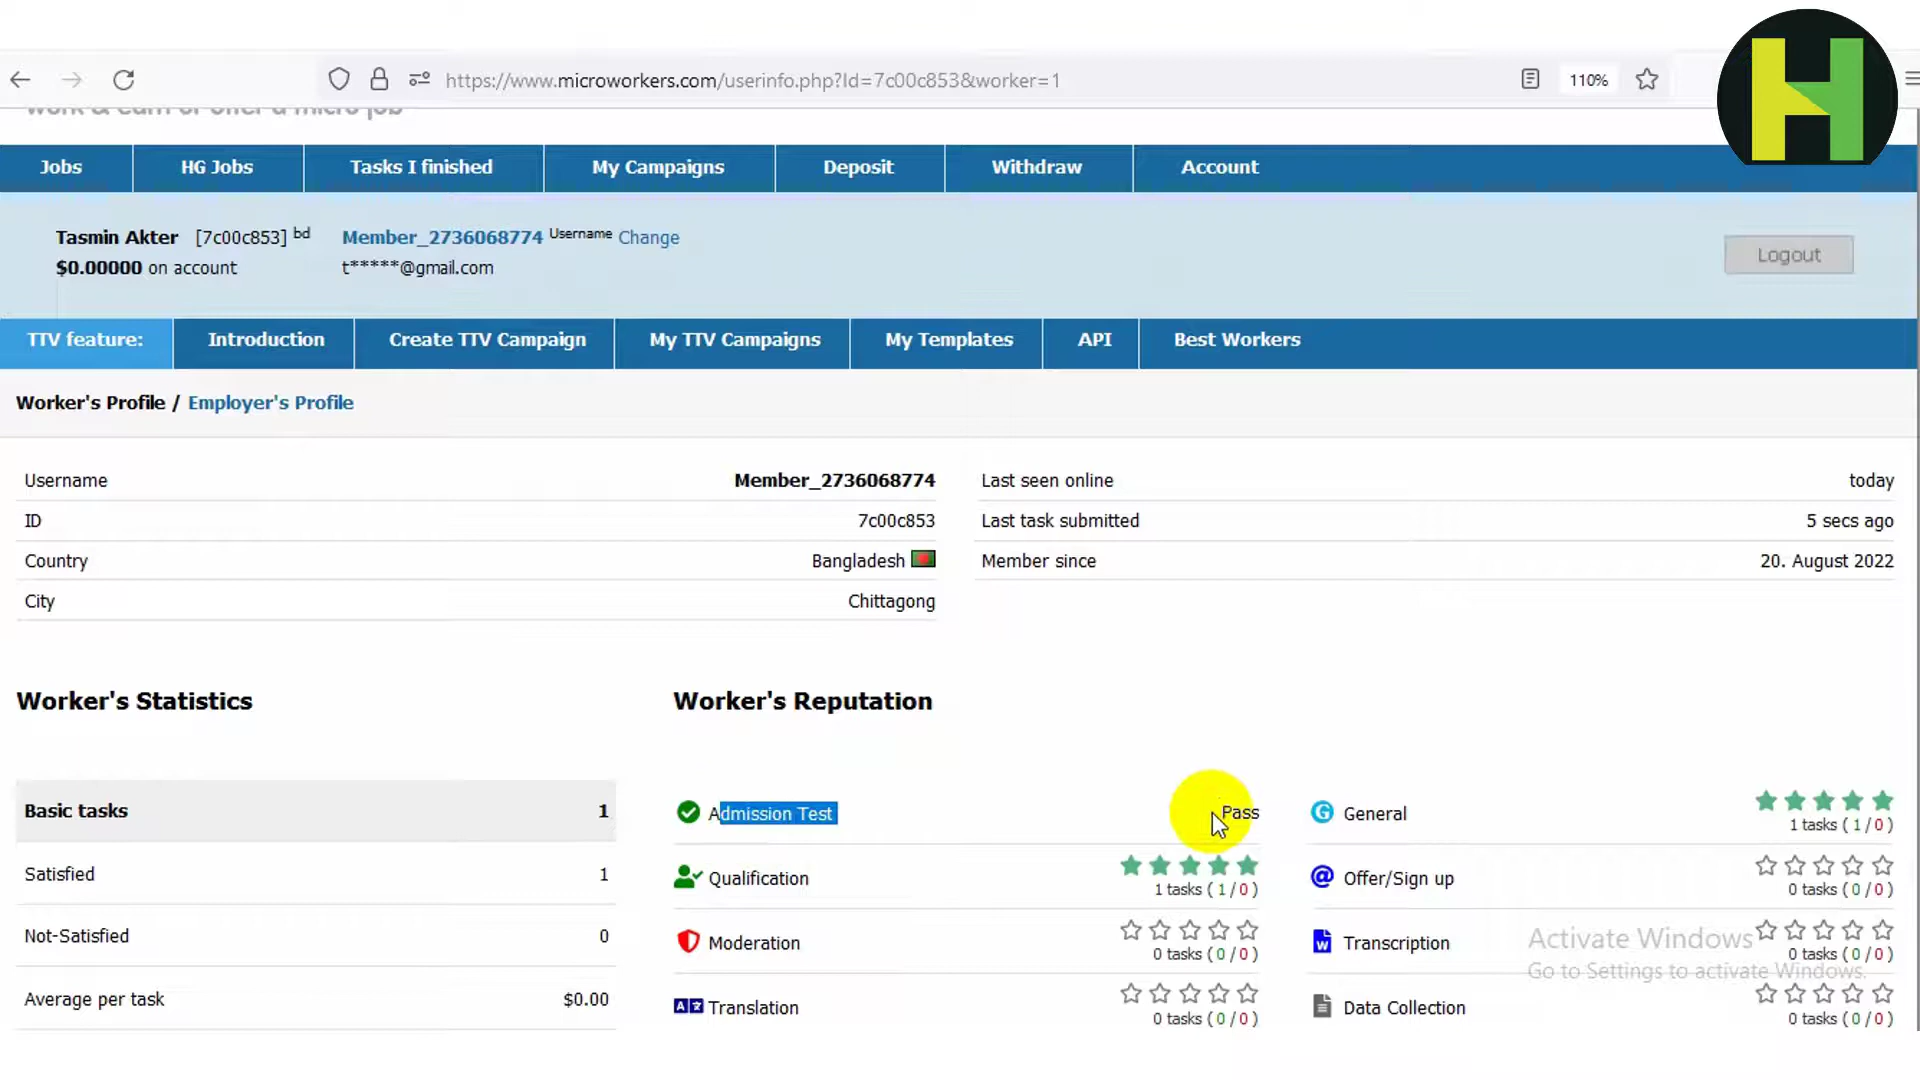 https://www.microworkers.com/userinfo.php?Id=7c00c853&worker=1
110%
work & earn or offer a micro job
Jobs
HG Jobs
Tasks I finished
My Campaigns
Deposit
Withdraw
Account
Tasmin Akter [7c00c853] bd
Member_2736068774 Username Change
$0.00000 on account
t*****@gmail.com
Logout
TTV feature:
Introduction
Create TTV Campaign
My TTV Campaigns
My Templates
API
Best Workers
Worker's Profile / Employer's Profile
Username Member_2736068774
ID 7c00c853
Country Bangladesh
City Chittagong
Last seen online today
Last task submitted 5 secs ago
Member since 20. August 2022
Worker's Statistics
Basic tasks 1
Satisfied 1
Not-Satisfied 0
Average per task $0.00
Worker's Reputation
Admission Test Pass
Qualification
1 tasks ( 1 / 0 )
Moderation
0 tasks ( 0 / 0 )
Translation
0 tasks ( 0 / 0 )
G General
1 tasks ( 1 / 0 )
@ Offer/Sign up
0 tasks ( 0 / 0 )
W Transcription
0 tasks ( 0 / 0 )
Data Collection
0 tasks ( 0 / 0 )
Activate Windows
Go to Settings to activate Windows.
H